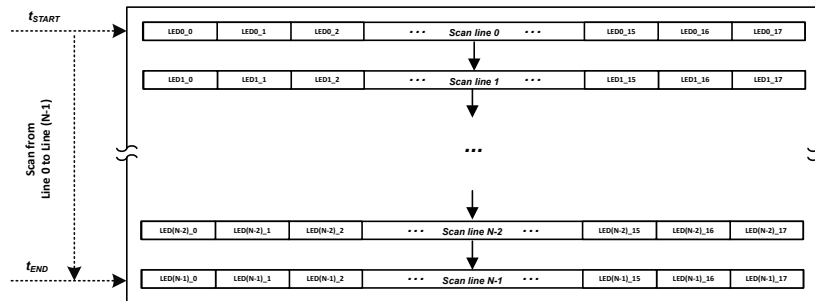 tSTART
LED0_0 LED0_1 LED0_2 ... Scan line 0 ... LED0_15 LED0_16 LED0_17
LED1_0 LED1_1 LED1_2 ... Scan line 1 ... LED1_15 LED1_16 LED1_17
Scan from
Line 0 to Line (N-1)
...
LED(N-2)_0 LED(N-2)_1 LED(N-2)_2 ... Scan line N-2 ... LED(N-2)_15 LED(N-2)_16 LED(N-2)_17
tEND
LED(N-1)_0 LED(N-1)_1 LED(N-1)_2 ... Scan line N-1 ... LED(N-1)_15 LED(N-1)_16 LED(N-1)_17